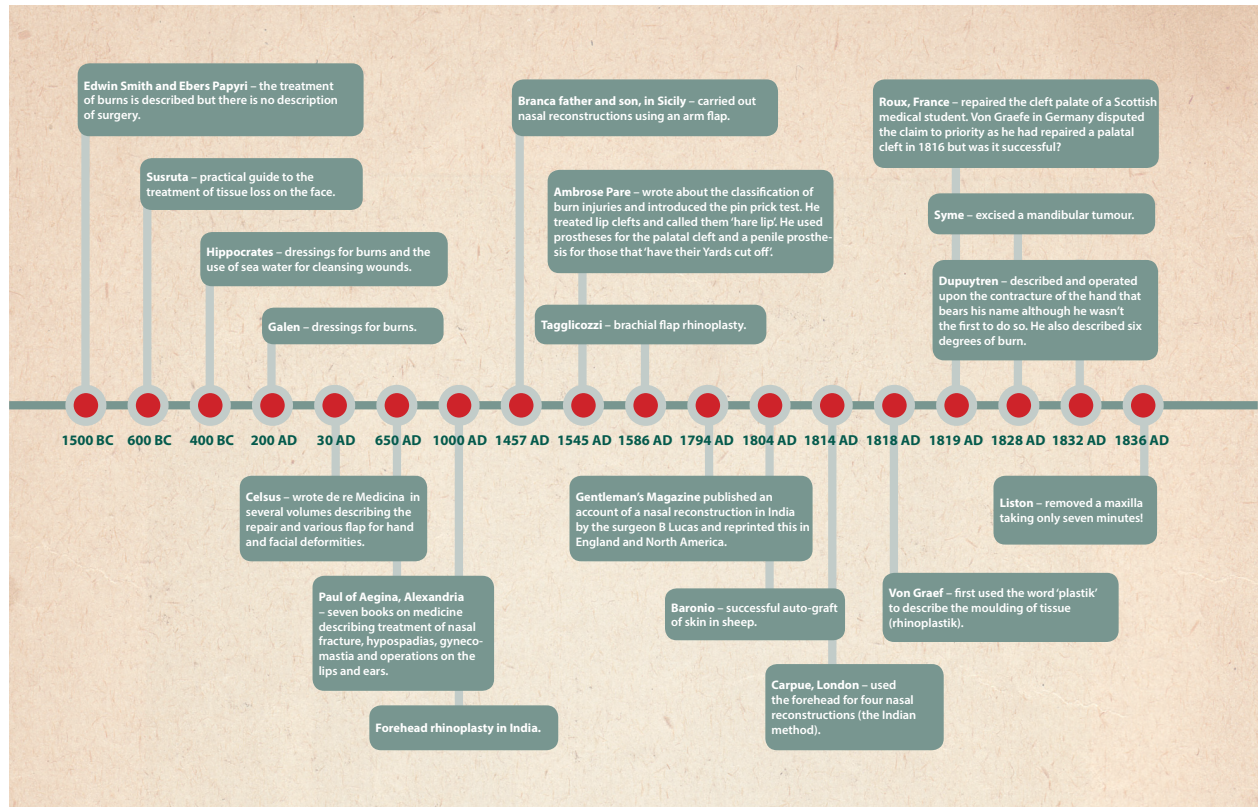 Edwin Smith and Ebers Papyri – the treatment
of burns is described but there is no description
of surgery.
Susruta – practical guide to the
treatment of tissue loss on the face.
Hippocrates – dressings for burns and the
use of sea water for cleansing wounds.
Galen – dressings for burns.
Branca father and son, in Sicily – carried out
nasal reconstructions using an arm flap.
Ambrose Pare – wrote about the classification of
burn injuries and introduced the pin prick test. He
treated lip clefts and called them ‘hare lip’. He used
prostheses for the palatal cleft and a penile prosthe-
sis for those that ‘have their Yards cut off’.
Tagglicozzi – brachial flap rhinoplasty.
Roux, France – repaired the cleft palate of a Scottish
medical student. Von Graefe in Germany disputed
the claim to priority as he had repaired a palatal
cleft in 1816 but was it successful?
Syme – excised a mandibular tumour.
Dupuytren – described and operated
upon the contracture of the hand that
bears his name although he wasn’t
the first to do so. He also described six
degrees of burn.
1500 BC 600 BC 400 BC 200 AD 30 AD 650 AD 1000 AD 1457 AD 1545 AD 1586 AD 1794 AD 1804 AD 1814 AD 1818 AD 1819 AD 1828 AD 1832 AD 1836 AD
Celsus – wrote de re Medicina in
several volumes describing the
repair and various flap for hand
and facial deformities.
Paul of Aegina, Alexandria
– seven books on medicine
describing treatment of nasal
fracture, hypospadias, gyneco-
mastia and operations on the
lips and ears.
Forehead rhinoplasty in India.
Gentleman’s Magazine published an
account of a nasal reconstruction in India
by the surgeon B Lucas and reprinted this in
England and North America.
Baronio – successful auto-graft
of skin in sheep.
Carpue, London – used
the forehead for four nasal
reconstructions (the Indian
method).
Von Graef – first used the word ‘plastik’
to describe the moulding of tissue
(rhinoplastik).
Liston – removed a maxilla
taking only seven minutes!